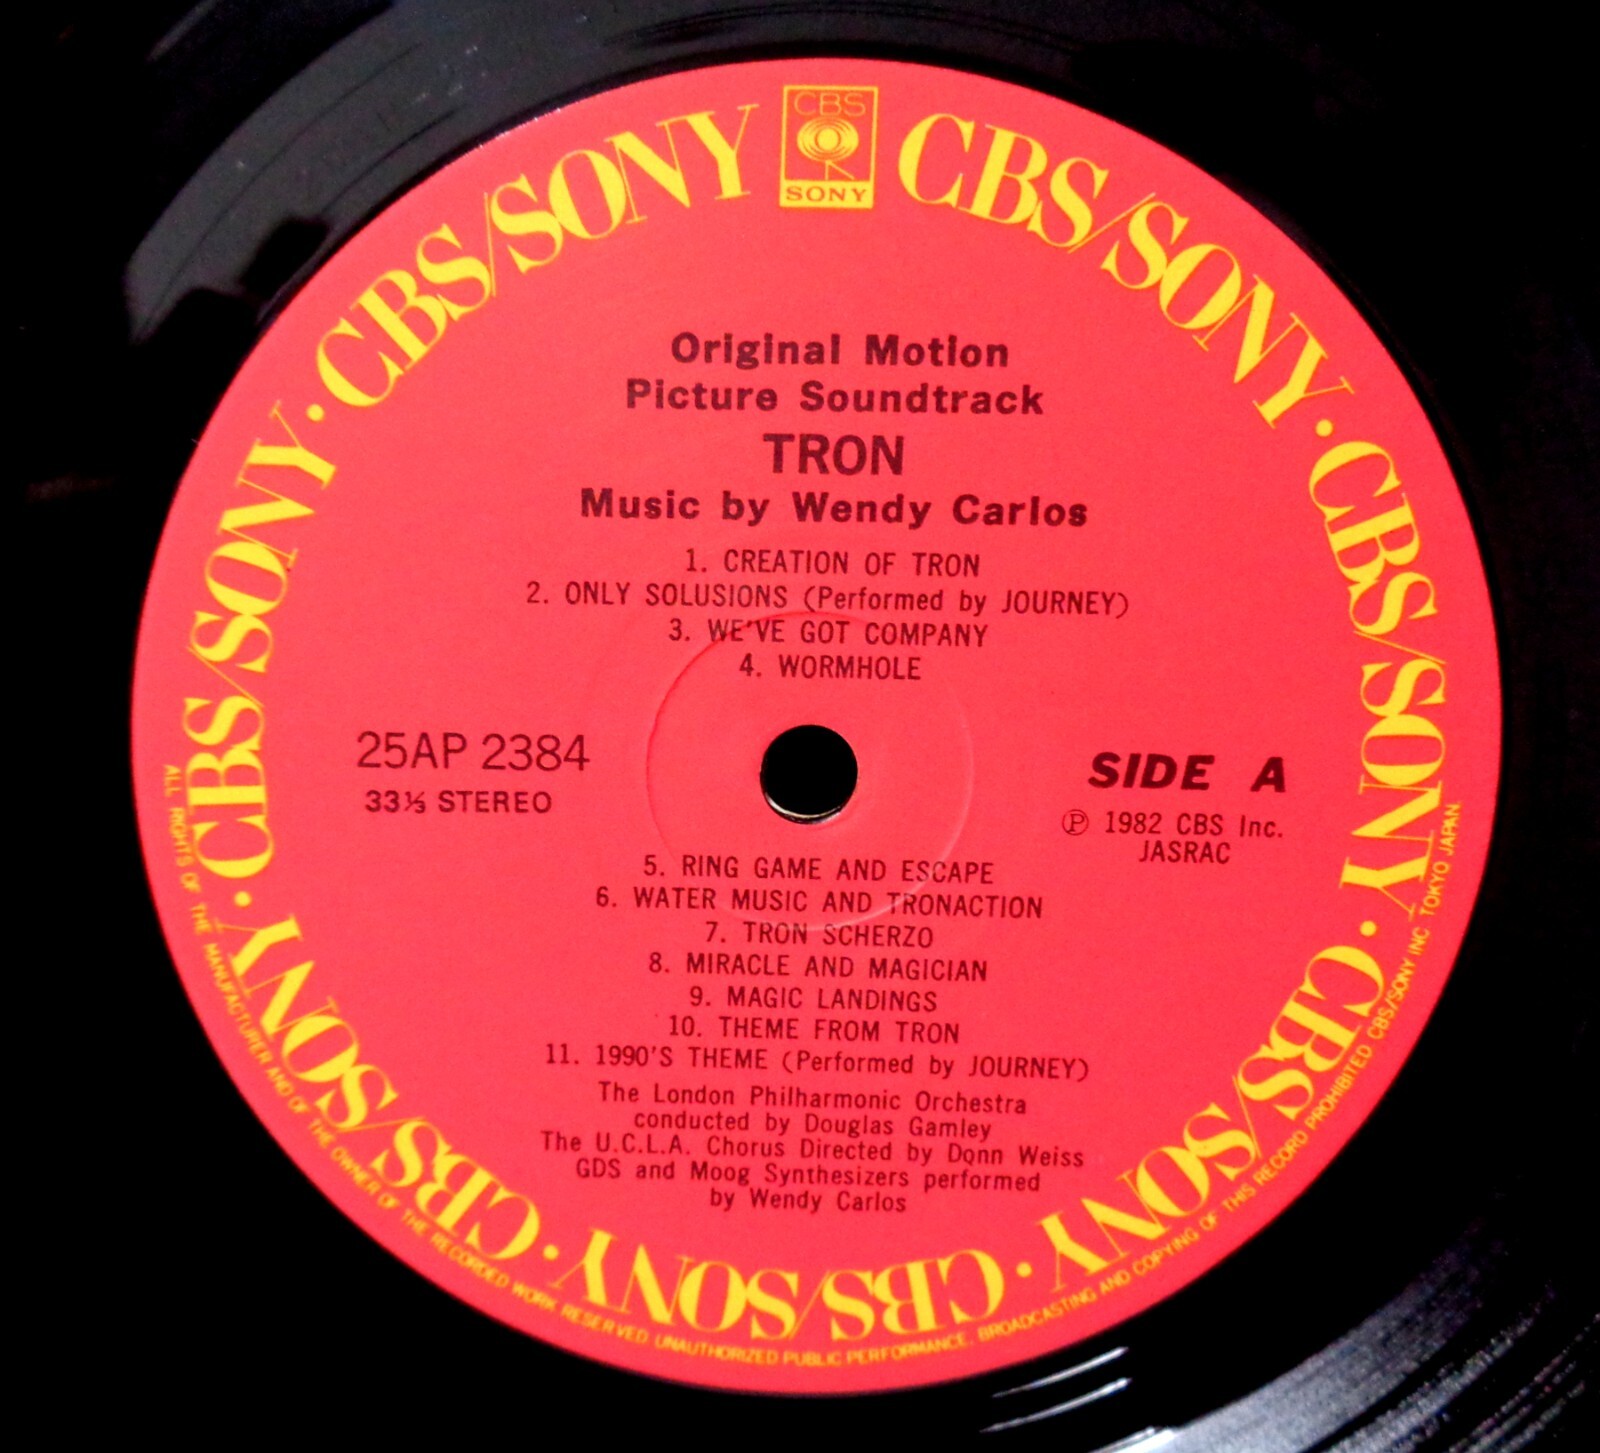 CBS
SONY
CBS/SONY · CBS/SONY · CBS/SONY · CBS/SONY · CBS/SONY · CBS/SONY · CBS/SONY
Original Motion
Picture Soundtrack
TRON
Music by Wendy Carlos
1. CREATION OF TRON
2. ONLY SOLUSIONS (Performed by JOURNEY)
3. WE'VE GOT COMPANY
4. WORMHOLE
25AP 2384
33⅓ STEREO
SIDE A
℗ 1982 CBS Inc.
JASRAC
5. RING GAME AND ESCAPE
6. WATER MUSIC AND TRONACTION
7. TRON SCHERZO
8. MIRACLE AND MAGICIAN
9. MAGIC LANDINGS
10. THEME FROM TRON
11. 1990'S THEME (Performed by JOURNEY)
The London Philharmonic Orchestra
conducted by Douglas Gamley
The U.C.L.A. Chorus Directed by Donn Weiss
GDS and Moog Synthesizers performed
by Wendy Carlos
ALL RIGHTS OF THE MANUFACTURER AND OF THE OWNER OF THE RECORDED WORK RESERVED UNAUTHORIZED PUBLIC PERFORMANCE. BROADCASTING AND COPYING OF THIS RECORD PROHIBITED CBS/SONY INC TOKYO JAPAN